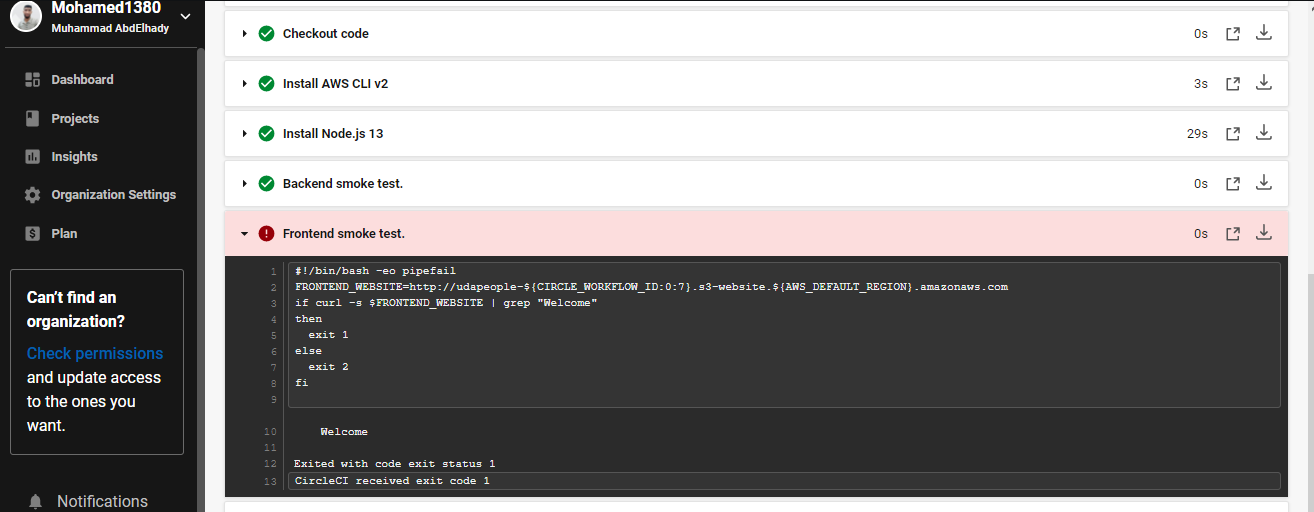 Mohamed1380
Muhammad AbdElhady
Dashboard
Projects
Insights
Organization Settings
Plan
Can't find an
organization?
Check permissions
and update access
to the ones you
want.
Notifications
Checkout code 0s
Install AWS CLI v2 3s
Install Node.js 13 29s
Backend smoke test. 0s
Frontend smoke test. 0s
1 #!/bin/bash -eo pipefail
2 FRONTEND_WEBSITE=http://udapeople-${CIRCLE_WORKFLOW_ID:0:7}.s3-website.${AWS_DEFAULT_REGION}.amazonaws.com
3 if curl -s $FRONTEND_WEBSITE | grep "Welcome"
4 then
5   exit 1
6 else
7   exit 2
8 fi
9
10     Welcome
11
12 Exited with code exit status 1
13 CircleCI received exit code 1